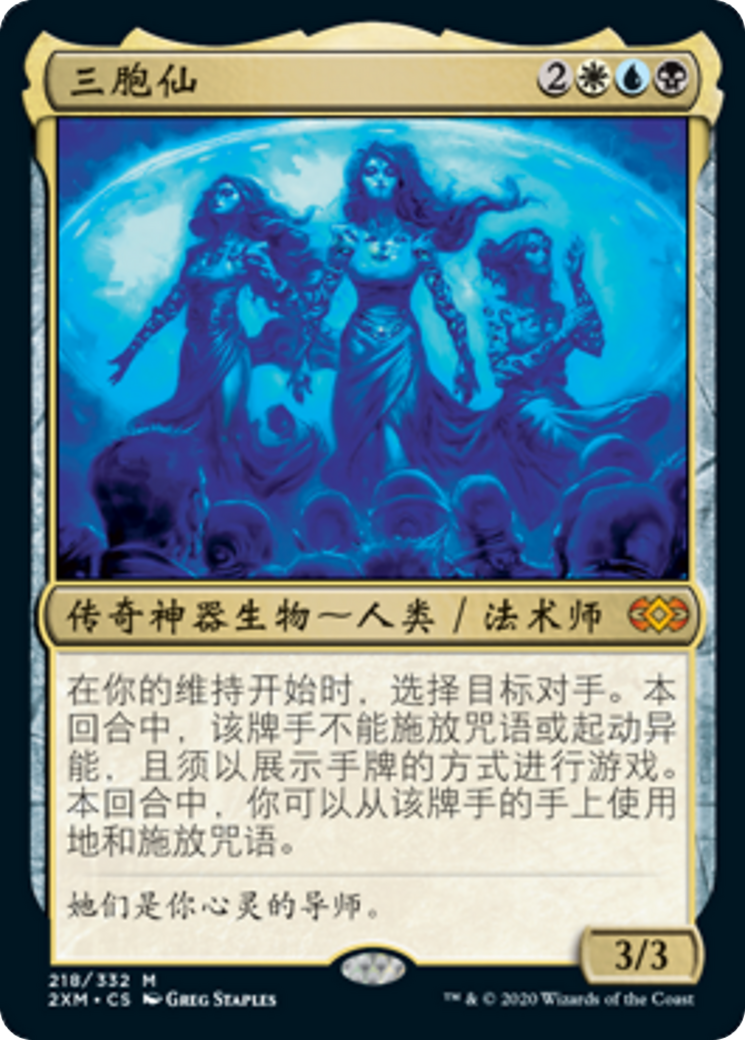 三胞仙 2
传奇神器生物～人类 / 法术师
在你的维持开始时，选择目标对手。本
回合中，该牌手不能施放咒语或起动异
能，且须以展示手牌的方式进行游戏。
本回合中，你可以从该牌手的手上使用
地和施放咒语。
她们是你心灵的导师。
3/3
218/332 M
2XM • CS Greg Staples
™ & © 2020 Wizards of the Coast